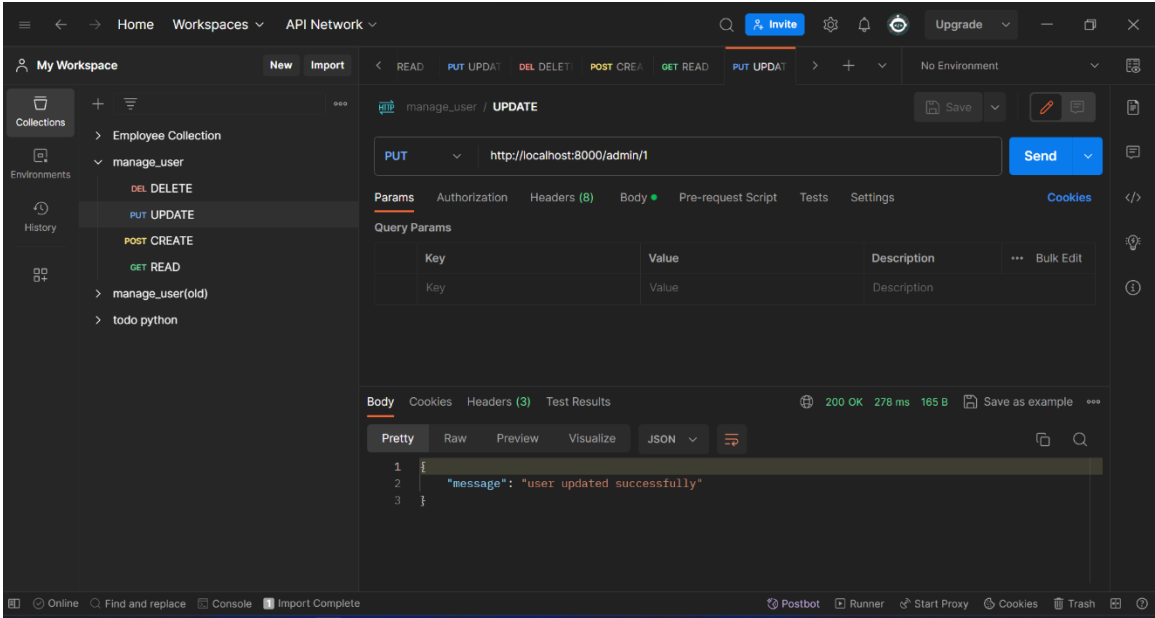 Home Workspaces API Network Invite Upgrade
My Workspace New Import READ PUT UPDAT DEL DELET POST CREA GET READ PUT UPDAT No Environment
Collections
Environments
History
Employee Collection
manage_user
DEL DELETE
PUT UPDATE
POST CREATE
GET READ
manage_user(old)
todo python
HTTP manage_user / UPDATE Save
PUT http://localhost:8000/admin/1 Send
Params Authorization Headers (8) Body Pre-request Script Tests Settings Cookies
Query Params
Key Value Description Bulk Edit
Key Value Description
Body Cookies Headers (3) Test Results 200 OK 278 ms 165 B Save as example
Pretty Raw Preview Visualize JSON
1 {
2 "message": "user updated successfully"
3 }
Online Find and replace Console 1 Import Complete Postbot Runner Start Proxy Cookies Trash